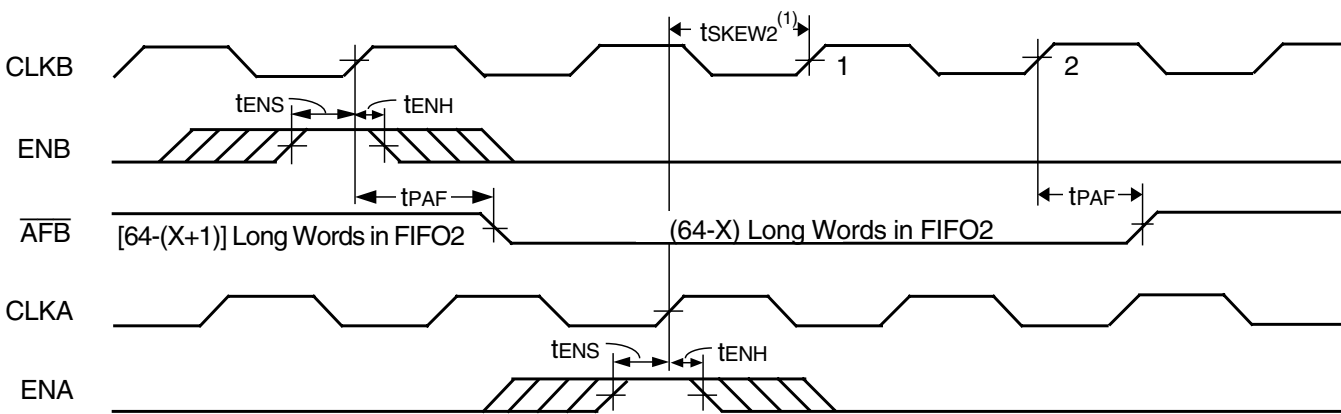 tSKEW2(1)
CLKB
1
2
tENS
tENH
ENB
tPAF
tPAF
AFB
[64-(X+1)] Long Words in FIFO2
(64-X) Long Words in FIFO2
CLKA
tENS
tENH
ENA